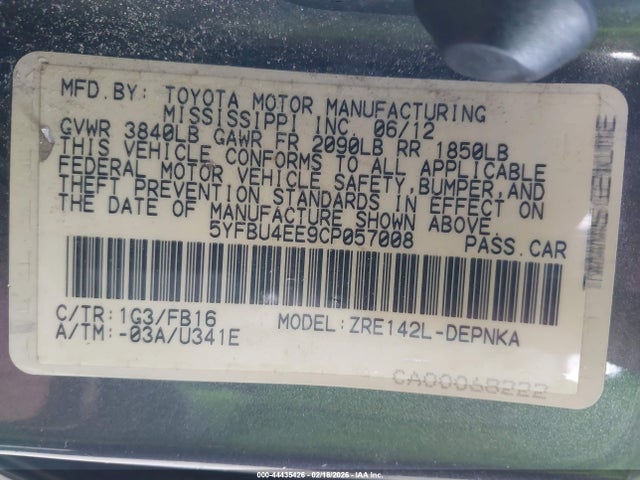 MFD.BY: TOYOTA MOTOR MANUFACTURING
MISSISSIPPI INC. 06/12
GVWR 3840LB GAWR FR 2090LB RR 1850LB
THIS VEHICLE CONFORMS TO ALL APPLICABLE
FEDERAL MOTOR VEHICLE SAFETY,BUMPER,AND
THEFT PREVENTION STANDARDS IN EFFECT ON
THE DATE OF MANUFACTURE SHOWN ABOVE.
5YFBU4EE9CP057008 PASS.CAR
C/TR:1G3/FB16 MODEL:ZRE142L-DEPNKA
A/TM:-03A/U341E
CA00068222
000-44435426 - 02/18/2026 - IAA Inc.